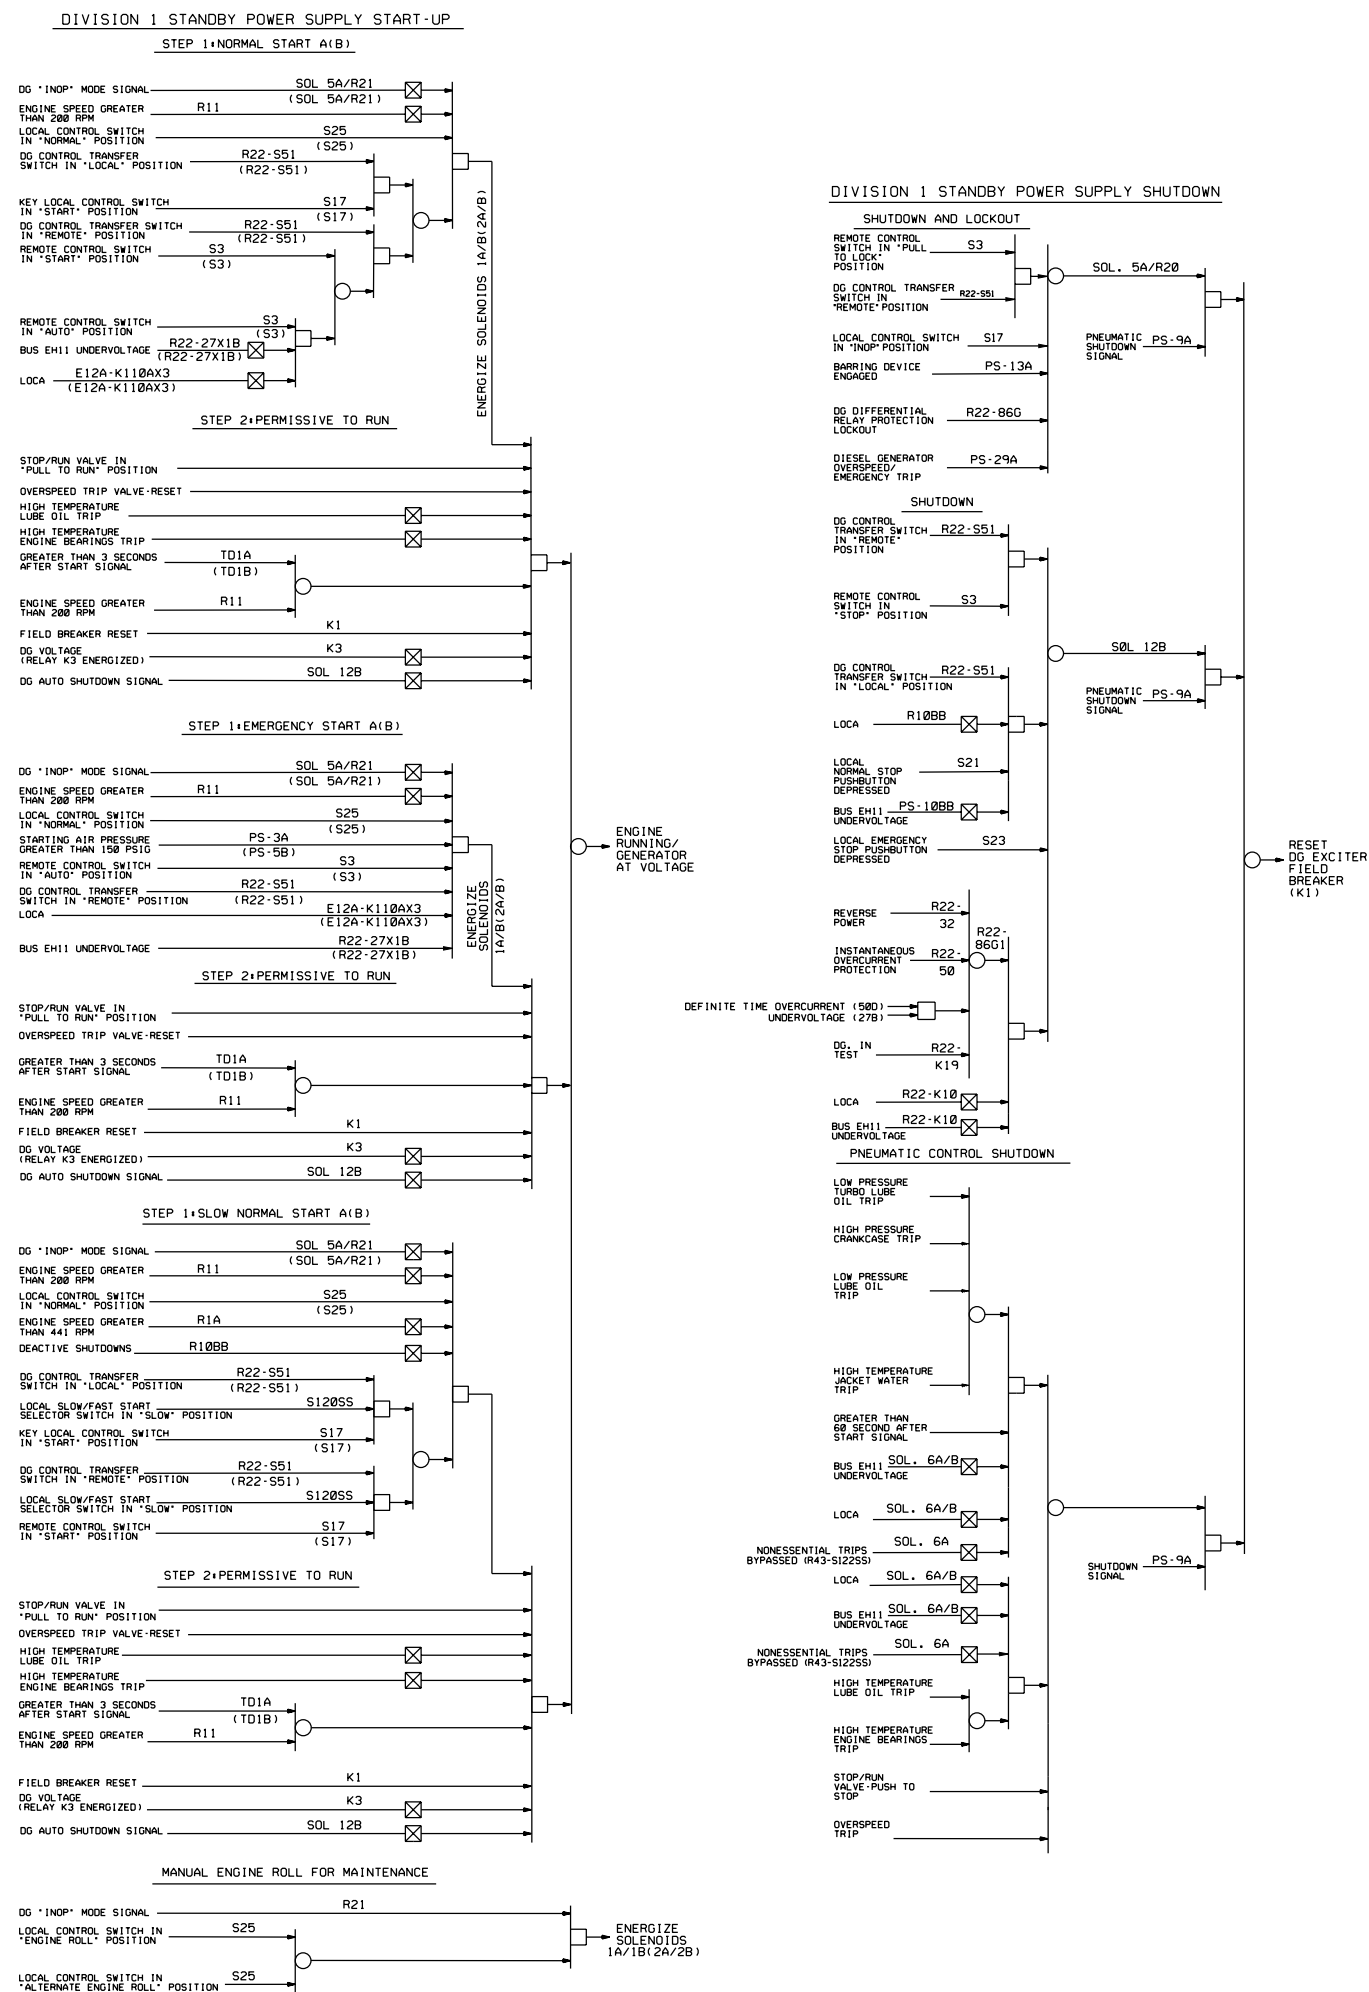 DIVISION 1 STANDBY POWER SUPPLY START-UP
STEP 1:NORMAL START A(B)
DG "INOP" MODE SIGNAL
SOL 5A/R21
(SOL 5A/R21)
ENGINE SPEED GREATER
THAN 200 RPM
R11
LOCAL CONTROL SWITCH
IN "NORMAL" POSITION
S25
(S25)
DG CONTROL TRANSFER
SWITCH IN "LOCAL" POSITION
R22-S51
(R22-S51)
KEY LOCAL CONTROL SWITCH
IN "START" POSITION
S17
(S17)
DG CONTROL TRANSFER SWITCH
IN "REMOTE" POSITION
R22-S51
(R22-S51)
REMOTE CONTROL SWITCH
IN "START" POSITION
S3
(S3)
REMOTE CONTROL SWITCH
IN "AUTO" POSITION
S3
(S3)
BUS EH11 UNDERVOLTAGE
R22-27X1B
(R22-27X1B)
LOCA
E12A-K110AX3
(E12A-K110AX3)
ENERGIZE SOLENOIDS 1A/B(2A/B)
STEP 2:PERMISSIVE TO RUN
STOP/RUN VALVE IN
"PULL TO RUN" POSITION
OVERSPEED TRIP VALVE-RESET
HIGH TEMPERATURE
LUBE OIL TRIP
HIGH TEMPERATURE
ENGINE BEARINGS TRIP
GREATER THAN 3 SECONDS
AFTER START SIGNAL
TD1A
(TD1B)
ENGINE SPEED GREATER
THAN 200 RPM
R11
FIELD BREAKER RESET
K1
DG VOLTAGE
(RELAY K3 ENERGIZED)
K3
DG AUTO SHUTDOWN SIGNAL
SOL 12B
STEP 1:EMERGENCY START A(B)
DG "INOP" MODE SIGNAL
SOL 5A/R21
(SOL 5A/R21)
ENGINE SPEED GREATER
THAN 200 RPM
R11
LOCAL CONTROL SWITCH
IN "NORMAL" POSITION
S25
(S25)
STARTING AIR PRESSURE
GREATER THAN 150 PSIG
PS-3A
(PS-5B)
REMOTE CONTROL SWITCH
IN "AUTO" POSITION
S3
(S3)
DG CONTROL TRANSFER
SWITCH IN "REMOTE" POSITION
R22-S51
(R22-S51)
LOCA
E12A-K110AX3
(E12A-K110AX3)
BUS EH11 UNDERVOLTAGE
R22-27X1B
(R22-27X1B)
ENERGIZE
SOLENOIDS
1A/B(2A/B)
ENGINE
RUNNING/
GENERATOR
AT VOLTAGE
STEP 2:PERMISSIVE TO RUN
STOP/RUN VALVE IN
"PULL TO RUN" POSITION
OVERSPEED TRIP VALVE-RESET
GREATER THAN 3 SECONDS
AFTER START SIGNAL
TD1A
(TD1B)
ENGINE SPEED GREATER
THAN 200 RPM
R11
FIELD BREAKER RESET
K1
DG VOLTAGE
(RELAY K3 ENERGIZED)
K3
DG AUTO SHUTDOWN SIGNAL
SOL 12B
STEP 1:SLOW NORMAL START A(B)
DG "INOP" MODE SIGNAL
SOL 5A/R21
(SOL 5A/R21)
ENGINE SPEED GREATER
THAN 200 RPM
R11
LOCAL CONTROL SWITCH
IN "NORMAL" POSITION
S25
(S25)
ENGINE SPEED GREATER
THAN 441 RPM
R1A
DEACTIVE SHUTDOWNS
R10BB
DG CONTROL TRANSFER
SWITCH IN "LOCAL" POSITION
R22-S51
(R22-S51)
LOCAL SLOW/FAST START
SELECTOR SWITCH IN "SLOW" POSITION
S120SS
KEY LOCAL CONTROL SWITCH
IN "START" POSITION
S17
(S17)
DG CONTROL TRANSFER
SWITCH IN "REMOTE" POSITION
R22-S51
(R22-S51)
LOCAL SLOW/FAST START
SELECTOR SWITCH IN "SLOW" POSITION
S120SS
REMOTE CONTROL SWITCH
IN "START" POSITION
S17
(S17)
STEP 2:PERMISSIVE TO RUN
STOP/RUN VALVE IN
"PULL TO RUN" POSITION
OVERSPEED TRIP VALVE-RESET
HIGH TEMPERATURE
LUBE OIL TRIP
HIGH TEMPERATURE
ENGINE BEARINGS TRIP
GREATER THAN 3 SECONDS
AFTER START SIGNAL
TD1A
(TD1B)
ENGINE SPEED GREATER
THAN 200 RPM
R11
FIELD BREAKER RESET
K1
DG VOLTAGE
(RELAY K3 ENERGIZED)
K3
DG AUTO SHUTDOWN SIGNAL
SOL 12B
MANUAL ENGINE ROLL FOR MAINTENANCE
DG "INOP" MODE SIGNAL
R21
LOCAL CONTROL SWITCH IN
"ENGINE ROLL" POSITION
S25
LOCAL CONTROL SWITCH IN
"ALTERNATE ENGINE ROLL" POSITION
S25
ENERGIZE
SOLENOIDS
1A/1B(2A/2B)
DIVISION 1 STANDBY POWER SUPPLY SHUTDOWN
SHUTDOWN AND LOCKOUT
REMOTE CONTROL
SWITCH IN "PULL
TO LOCK"
POSITION
S3
DG CONTROL TRANSFER
SWITCH IN
"REMOTE" POSITION
R22-S51
LOCAL CONTROL SWITCH
IN "INOP" POSITION
S17
BARRING DEVICE
ENGAGED
PS-13A
DG DIFFERENTIAL
RELAY PROTECTION
LOCKOUT
R22-86G
DIESEL GENERATOR
OVERSPEED/
EMERGENCY TRIP
PS-29A
SOL. 5A/R20
PNEUMATIC
SHUTDOWN
SIGNAL
PS-9A
SHUTDOWN
DG CONTROL
TRANSFER SWITCH
IN "REMOTE"
POSITION
R22-S51
REMOTE CONTROL
SWITCH IN
"STOP" POSITION
S3
DG CONTROL
TRANSFER SWITCH
IN "LOCAL" POSITION
R22-S51
LOCA
R10BB
LOCAL
NORMAL STOP
PUSHBUTTON
DEPRESSED
S21
BUS EH11
UNDERVOLTAGE
PS-10BB
LOCAL EMERGENCY
STOP PUSHBUTTON
DEPRESSED
S23
SØL 12B
PNEUMATIC
SHUTDOWN
SIGNAL
PS-9A
RESET
DG EXCITER
FIELD
BREAKER
(K1)
REVERSE
POWER
R22-
32
INSTANTANEOUS
OVERCURRENT
PROTECTION
R22-
50
R22-
86G1
DEFINITE TIME OVERCURRENT (50D)
UNDERVOLTAGE (27B)
DG. IN
TEST
R22-
K19
LOCA
R22-K10
BUS EH11
UNDERVOLTAGE
R22-K10
PNEUMATIC CONTROL SHUTDOWN
LOW PRESSURE
TURBO LUBE
OIL TRIP
HIGH PRESSURE
CRANKCASE TRIP
LOW PRESSURE
LUBE OIL
TRIP
HIGH TEMPERATURE
JACKET WATER
TRIP
GREATER THAN
60 SECOND AFTER
START SIGNAL
BUS EH11
UNDERVOLTAGE
SOL. 6A/B
LOCA
SOL. 6A/B
NONESSENTIAL TRIPS
BYPASSED (R43-S122SS)
SOL. 6A
LOCA
SOL. 6A/B
BUS EH11
UNDERVOLTAGE
SOL. 6A/B
NONESSENTIAL TRIPS
BYPASSED (R43-S122SS)
SOL. 6A
HIGH TEMPERATURE
LUBE OIL TRIP
HIGH TEMPERATURE
ENGINE BEARINGS
TRIP
STOP/RUN
VALVE-PUSH TO
STOP
OVERSPEED
TRIP
SHUTDOWN
SIGNAL
PS-9A